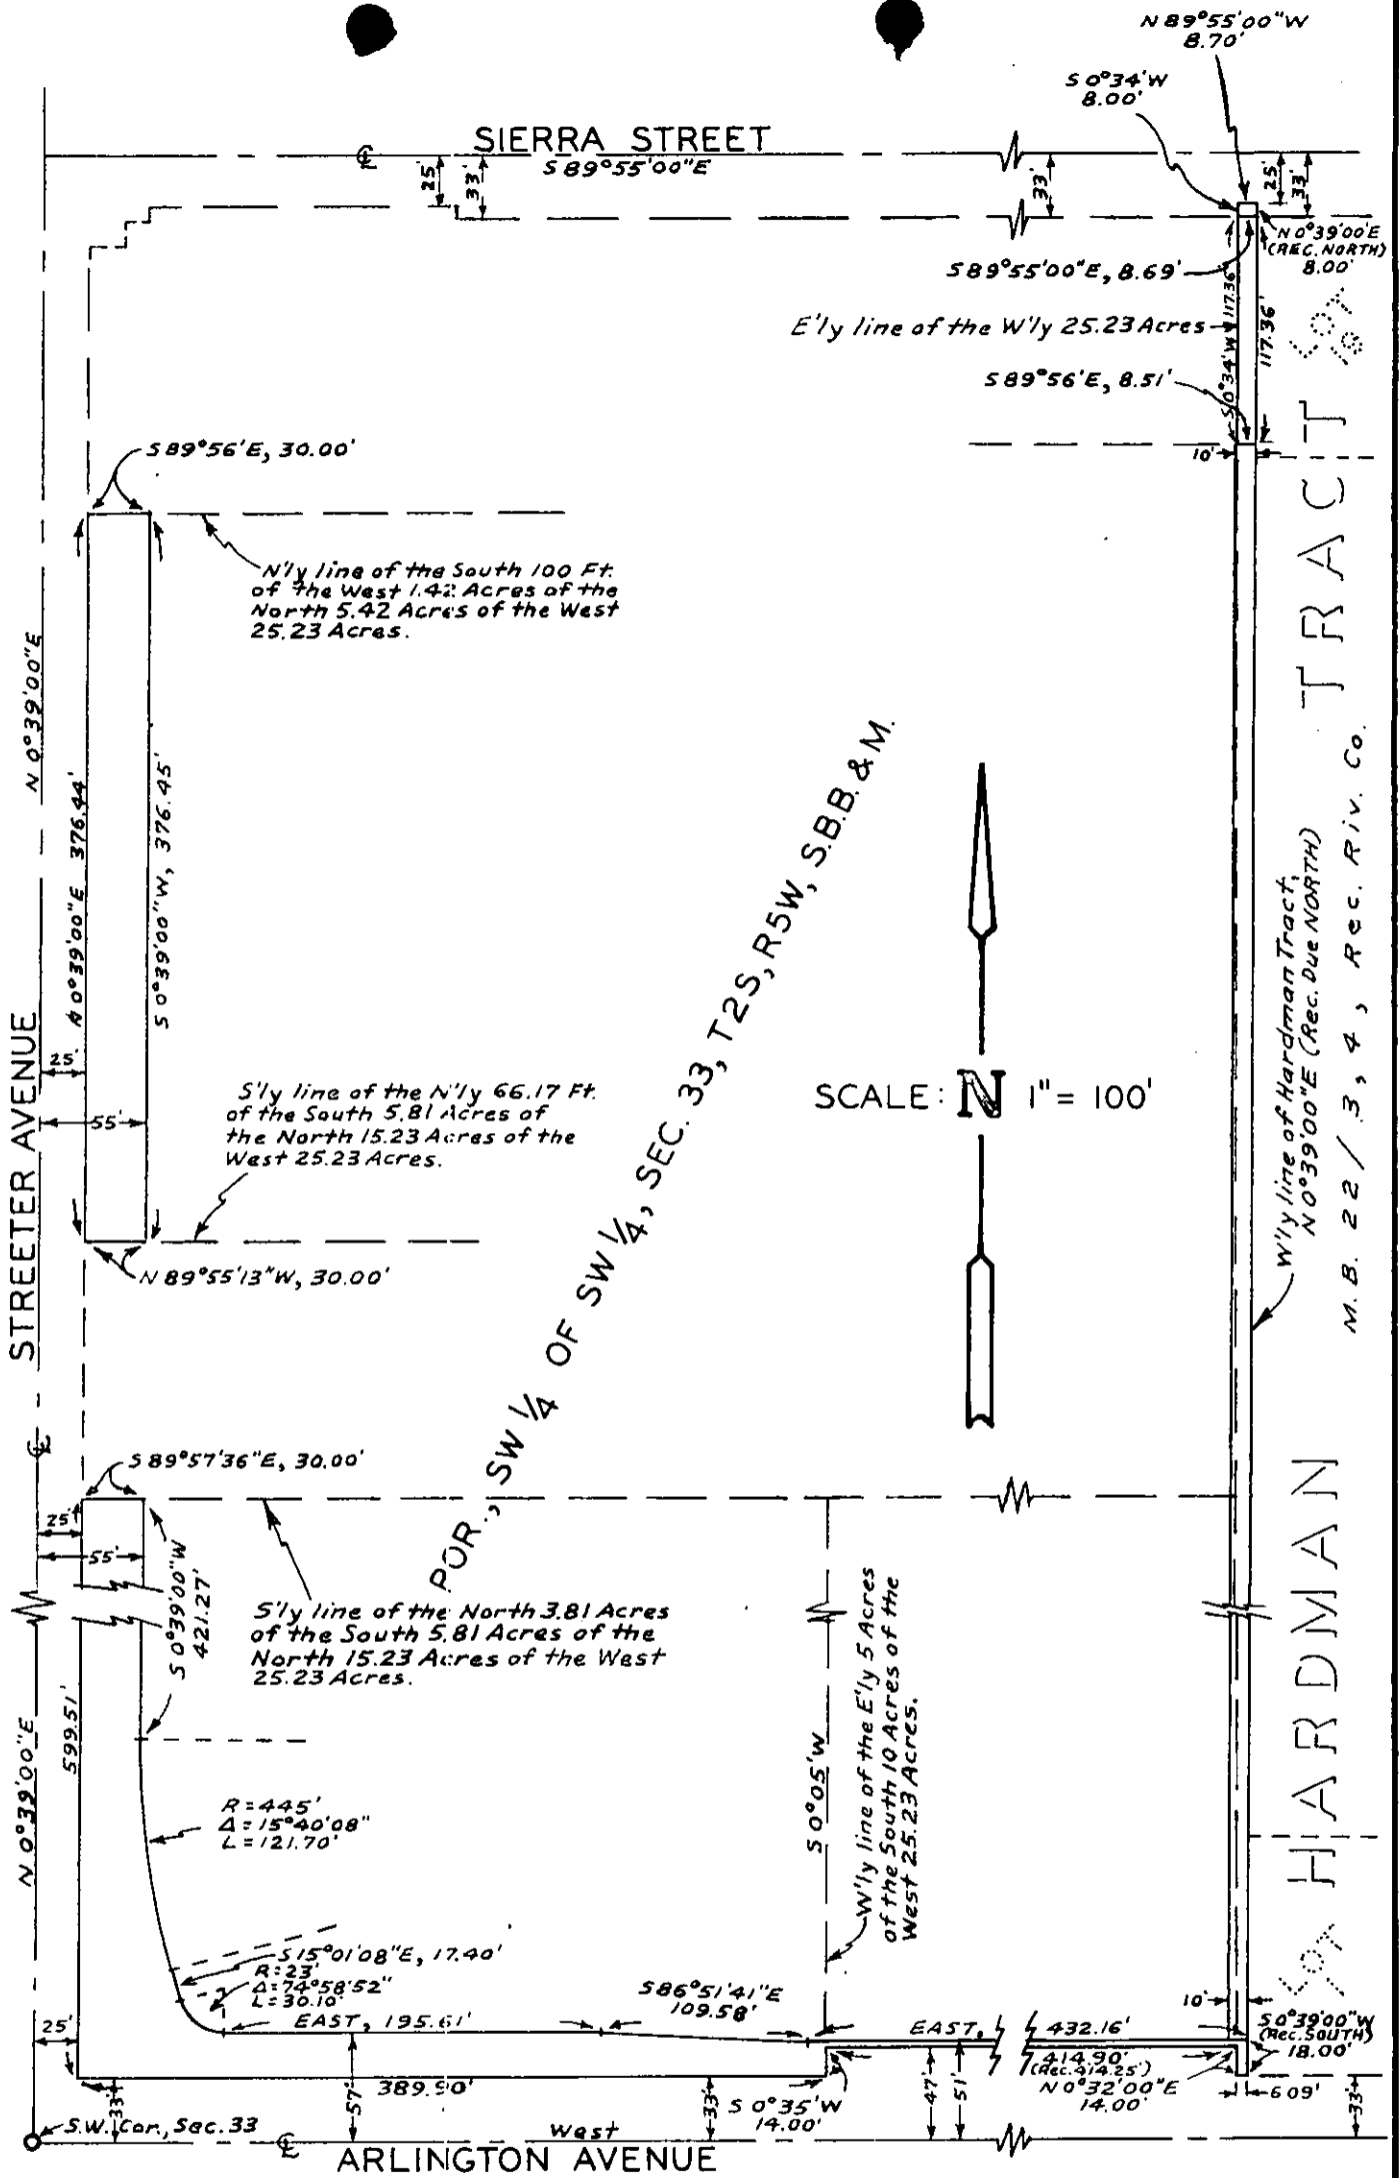 N 89°55'00"W
8.70'
S 0°34'W
8.00'
SIERRA STREET
S 89°55'00"E
℄
25'
33'
33'
25'
33'
N 0°39'00"E
(REC. NORTH)
8.00'
S 89°55'00"E, 8.69'
E'ly line of the W'ly 25.23 Acres
S 0°34'W 117.36'
117.36'
LOT
S 89°56'E, 8.51'
10'
S 89°56'E, 30.00'
N'ly line of the South 100 Ft.
of the West 1.42 Acres of the
North 5.42 Acres of the West
25.23 Acres.
N 0°39'00"E
N 0°39'00"E 376.44'
S 0°39'00"W, 376.45'
STREETER AVENUE
25'
55'
S'ly line of the N'ly 66.17 Ft.
of the South 5.81 Acres of
the North 15.23 Acres of the
West 25.23 Acres.
N 89°55'13"W, 30.00'
POR., SW 1/4 OF SW 1/4, SEC. 33, T2S, R5W, S.B.B. & M.
SCALE: N 1" = 100'
W'ly line of Hardman Tract,
N 0°39'00"E (Rec. Due NORTH)
HARDMAN TRACT
M.B. 22/3, 4, Rec. Riv. Co.
℄
S 89°57'36"E, 30.00'
25'
55'
S 0°39'00"W
421.27'
S'ly line of the North 3.81 Acres
of the South 5.81 Acres of the
North 15.23 Acres of the West
25.23 Acres.
N 0°39'00"E
599.51'
R=445'
Δ=15°40'08"
L=121.70'
S 0°05'W
W'ly line of the E'ly 5 Acres
of the South 10 Acres of the
West 25.23 Acres.
S 15°01'08"E, 17.40'
R=23'
Δ=74°58'52"
L=30.10'
EAST, 195.61'
S 86°51'41"E
109.58'
EAST, 432.16'
LOT
1
10'
S 0°39'00"W
(Rec. SOUTH)
18.00'
414.90'
(Rec. 414.25')
N 0°32'00"E
14.00'
6.09'
25'
389.90'
33'
57'
33'
S 0°35'W
14.00'
47'
51'
33'
S.W. Cor., Sec. 33
℄
West
ARLINGTON AVENUE